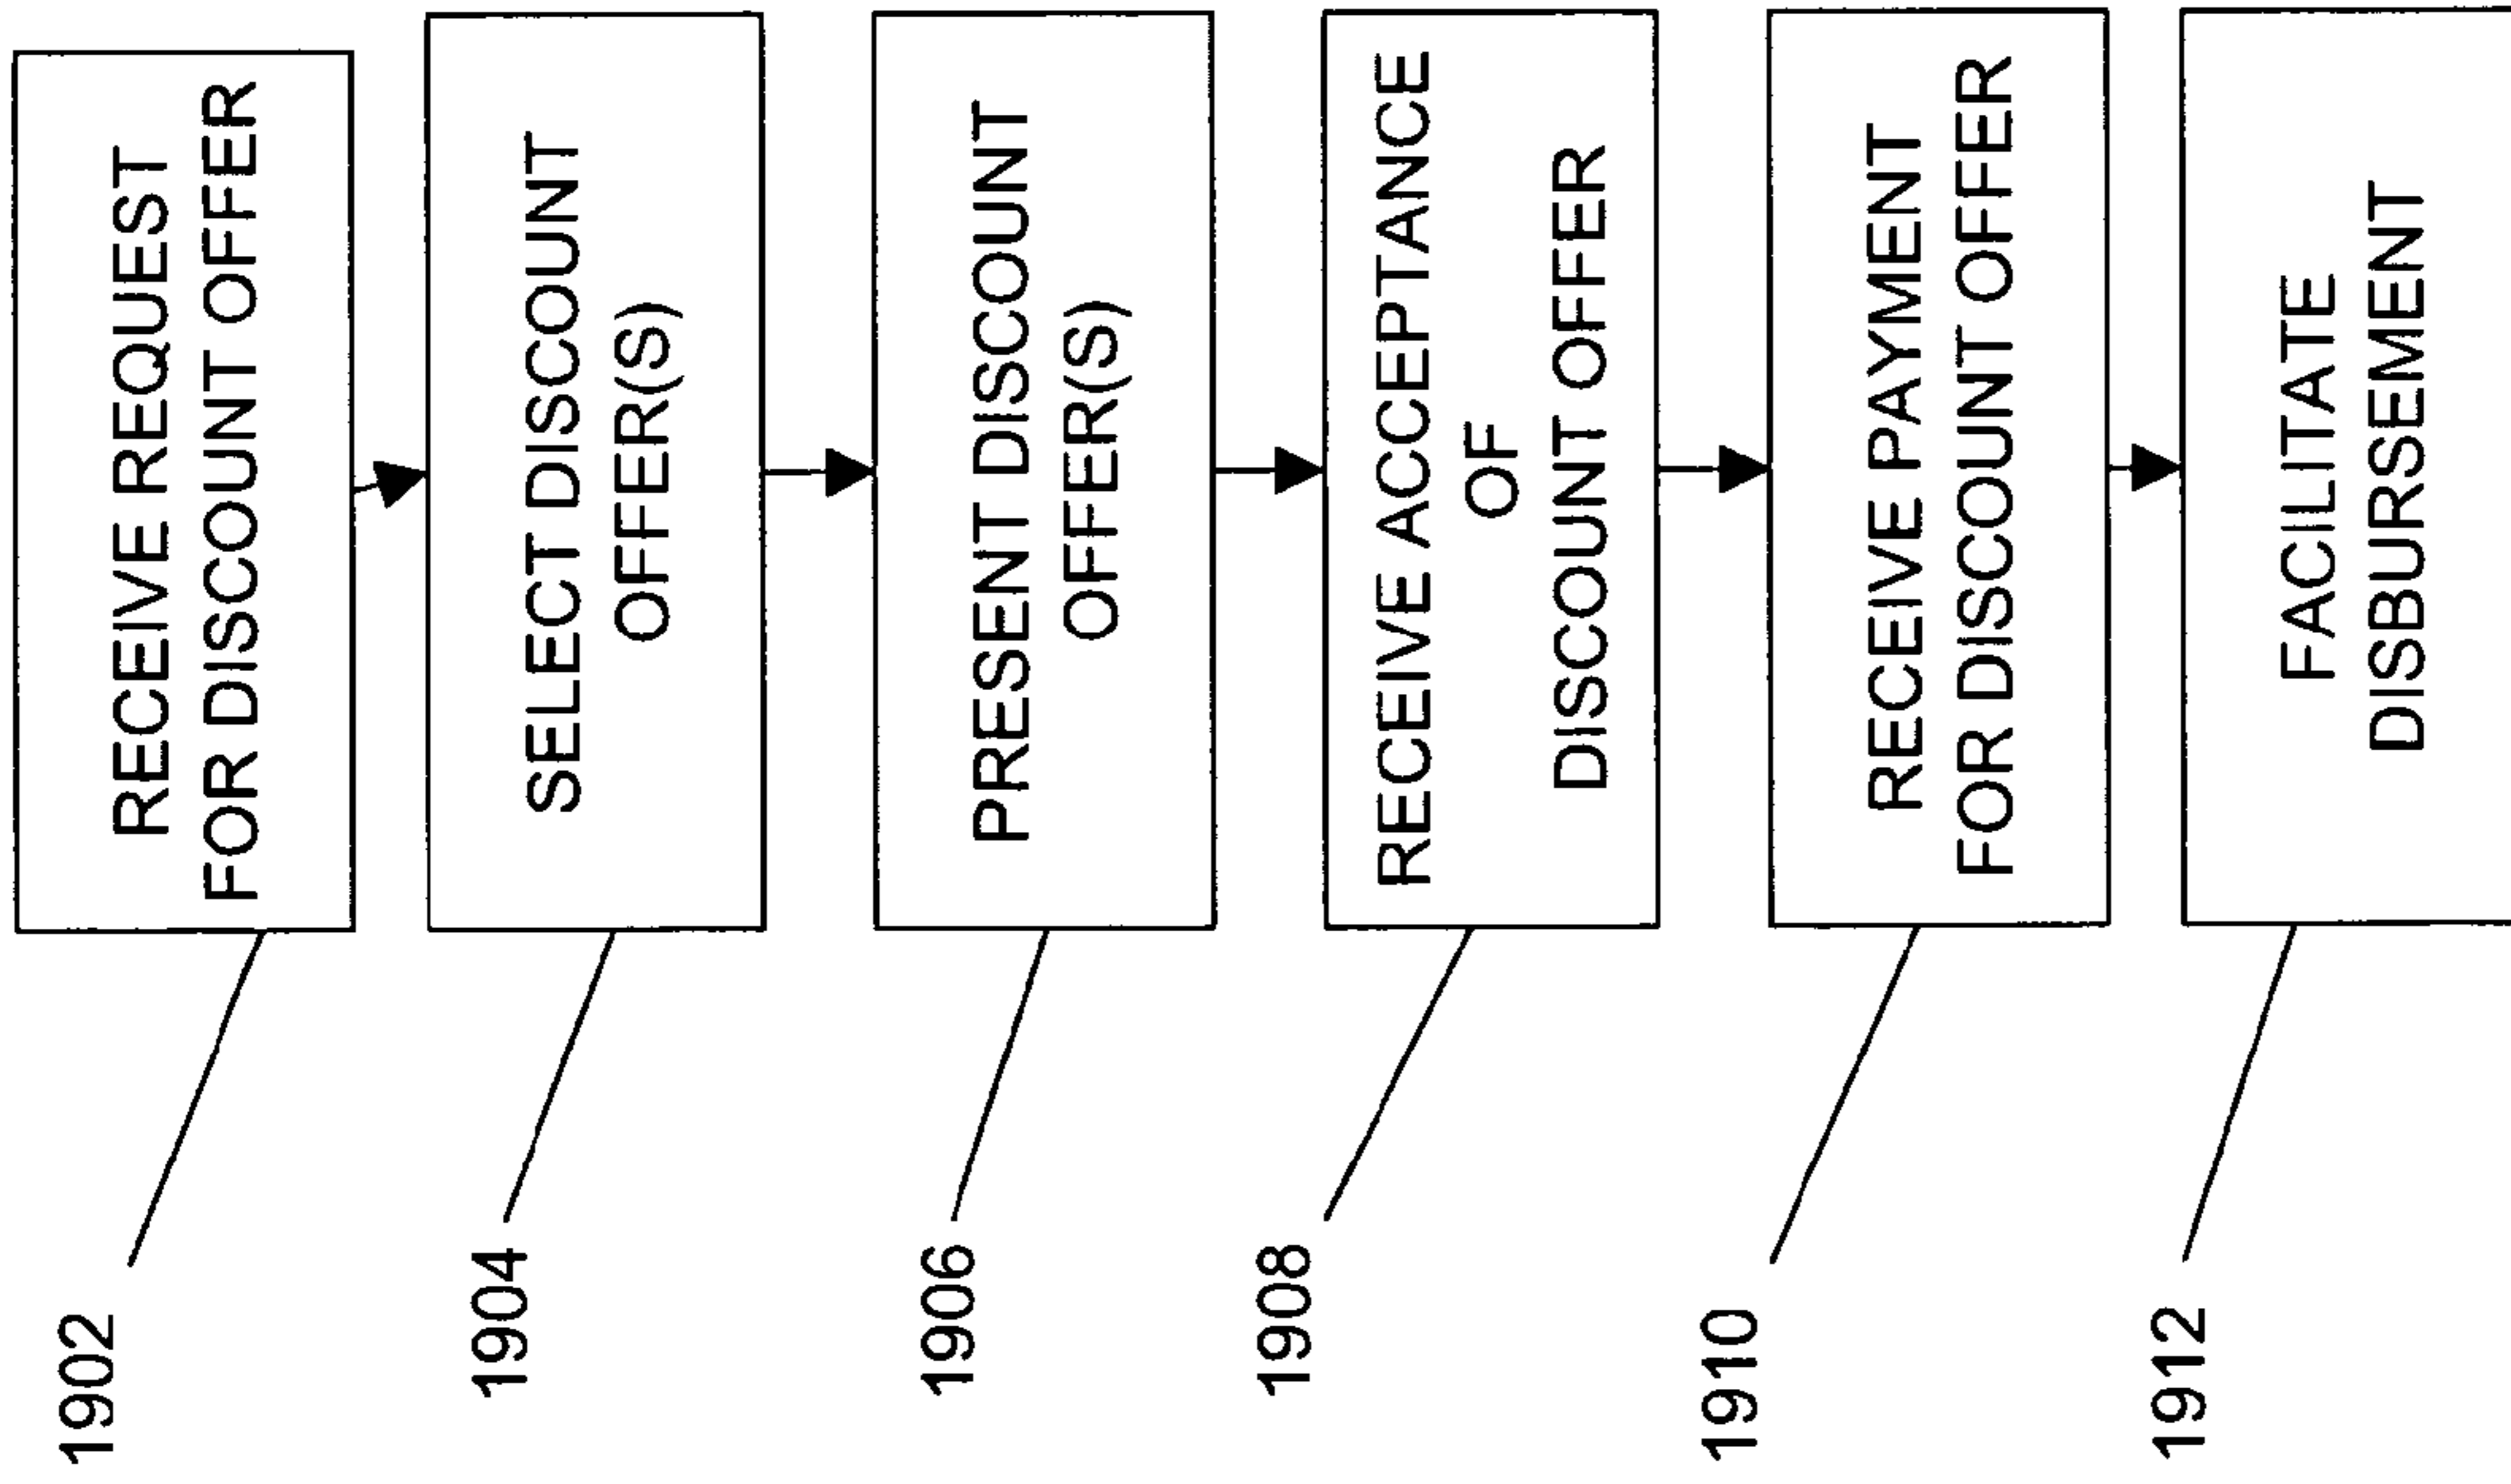 1902
RECEIVE REQUEST
FOR DISCOUNT OFFER
1904
SELECT DISCOUNT
OFFER(S)
1906
PRESENT DISCOUNT
OFFER(S)
1908
RECEIVE ACCEPTANCE
OF
DISCOUNT OFFER
1910
RECEIVE PAYMENT
FOR DISCOUNT OFFER
1912
FACILITATE
DISBURSEMENT